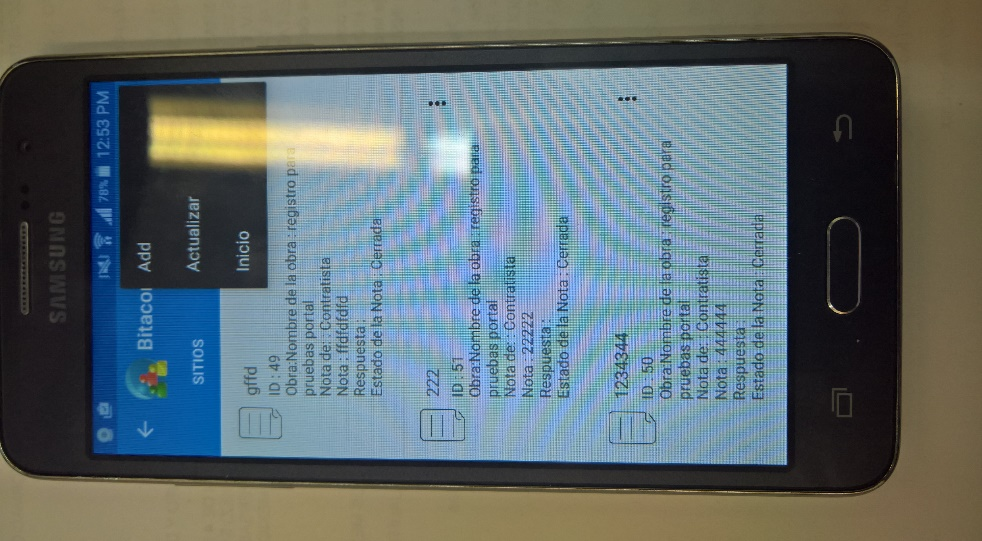 SAMSUNG
78% 12:53 PM
Bitacor
Add
Actualizar
Inicio
SITIOS
gffd
ID : 49
Obra:Nombre de la obra : registro para
pruebas portal
Nota de: : Contratista
Nota : ffdfdfdfd
Respuesta :
Estado de la Nota : Cerrada
222
ID : 51
Obra:Nombre de la obra : registro para
pruebas portal
Nota de: : Contratista
Nota : 22222
Respuesta :
Estado de la Nota : Cerrada
12344344
ID : 50
Obra:Nombre de la obra : registro para
pruebas portal
Nota de: : Contratista
Nota : 444444
Respuesta :
Estado de la Nota : Cerrada